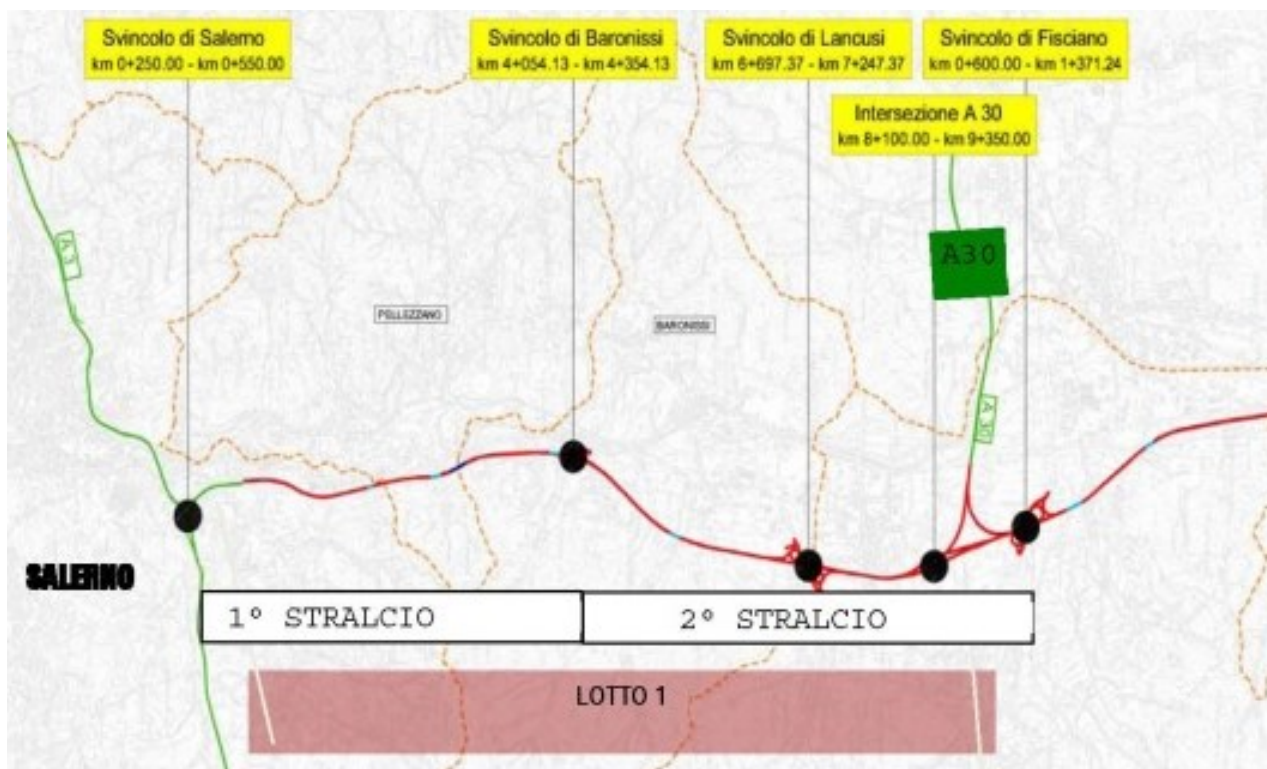 Svincolo di Salerno
km 0+250.00 - km 0+550.00
Svincolo di Baronissi
km 4+054.13 - km 4+354.13
Svincolo di Lancusi
km 6+697.37 - km 7+247.37
Svincolo di Fisciano
km 0+600.00 - km 1+371.24
Intersezione A 30
km 8+100.00 - km 9+350.00
A 3
A30
PELLEZZANO
BARONISSI
A 30
SALERNO
1° STRALCIO
2° STRALCIO
LOTTO 1